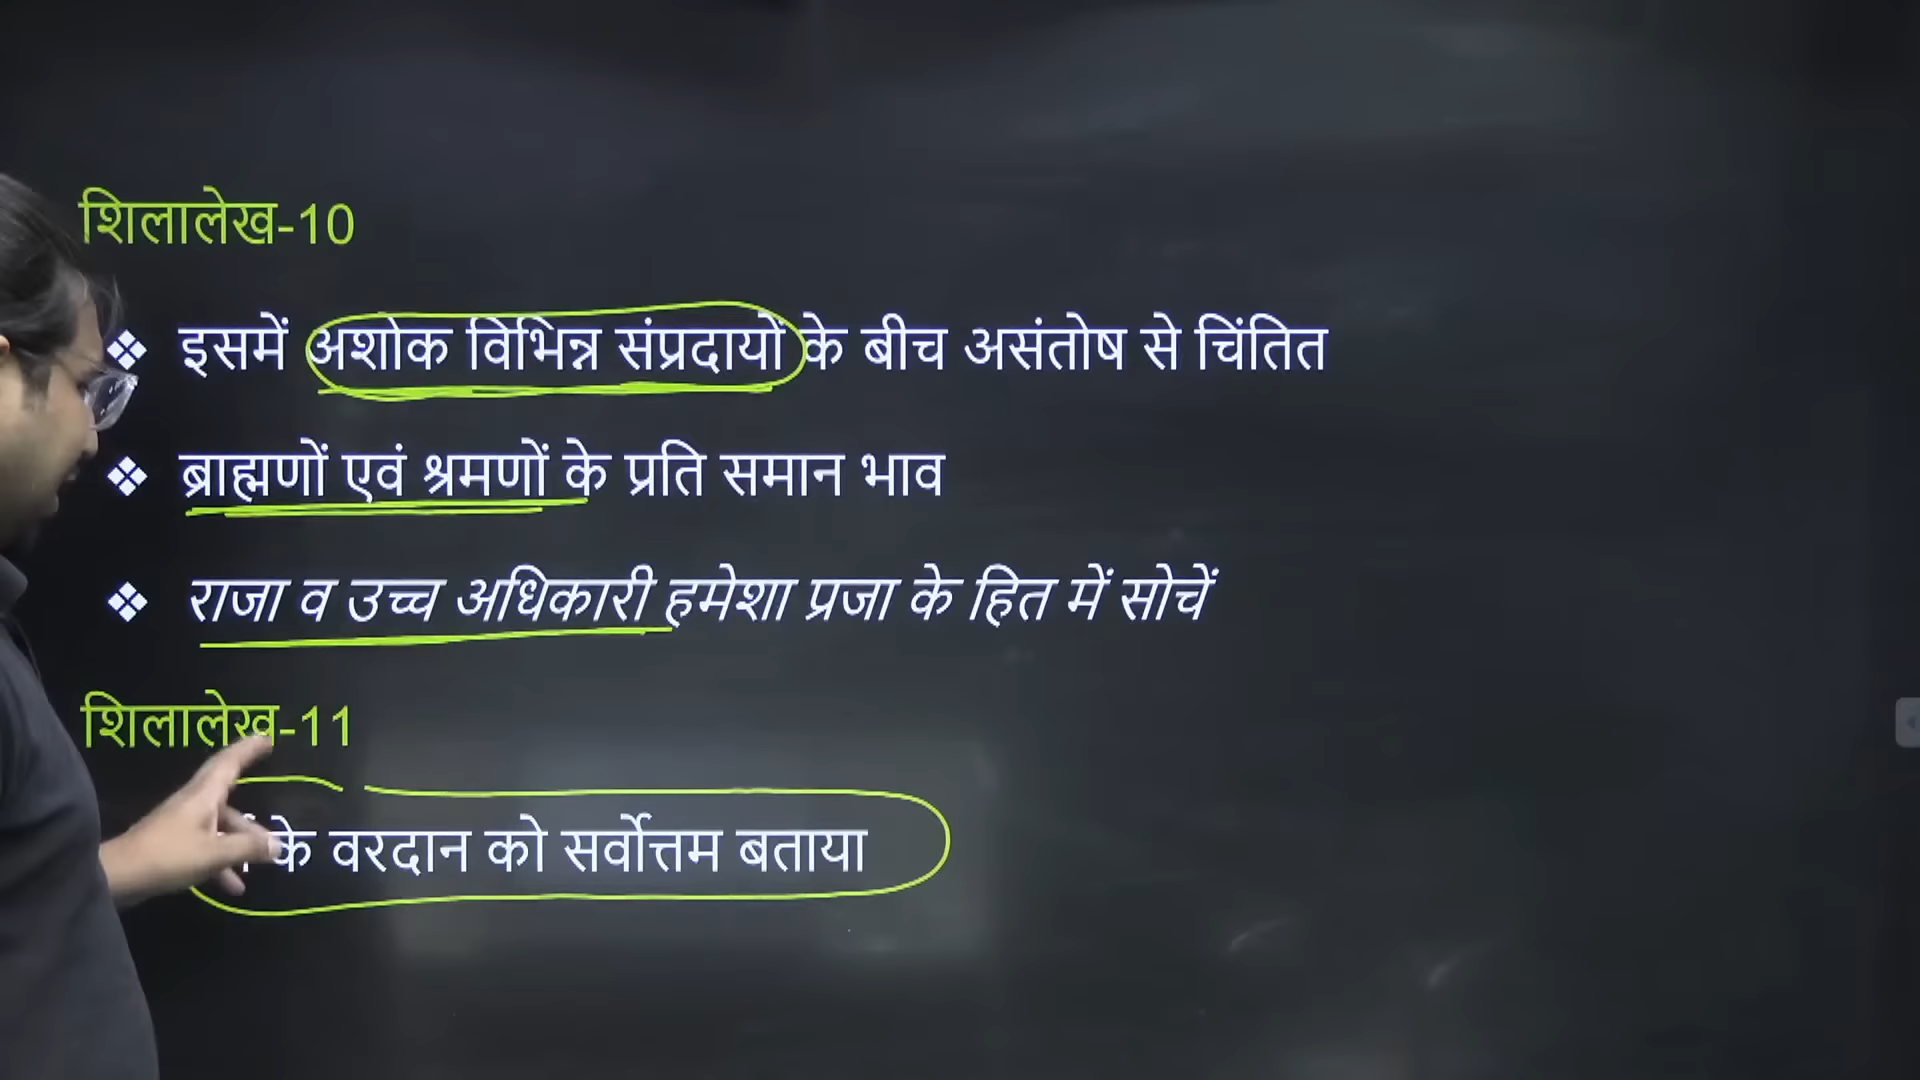 शिलालेख-10
❖ इसमें अशोक विभिन्न संप्रदायों के बीच असंतोष से चिंतित
❖ ब्राह्मणों एवं श्रमणों के प्रति समान भाव
❖ राजा व उच्च अधिकारी हमेशा प्रजा के हित में सोचें
शिलालेख-11
के वरदान को सर्वोत्तम बताया